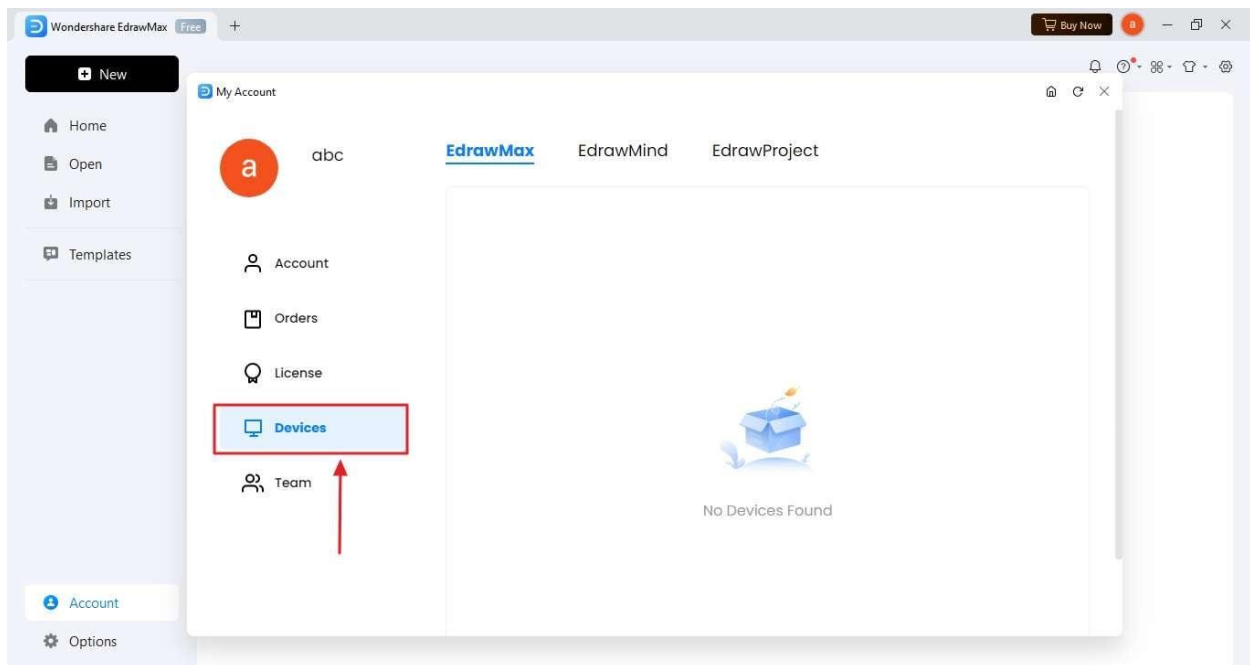 Wondershare EdrawMax Free
Buy Now
a
New
My Account
Home
Open
Import
Templates
a
abc
EdrawMax EdrawMind EdrawProject
Account
Orders
License
Devices
Team
No Devices Found
Account
Options